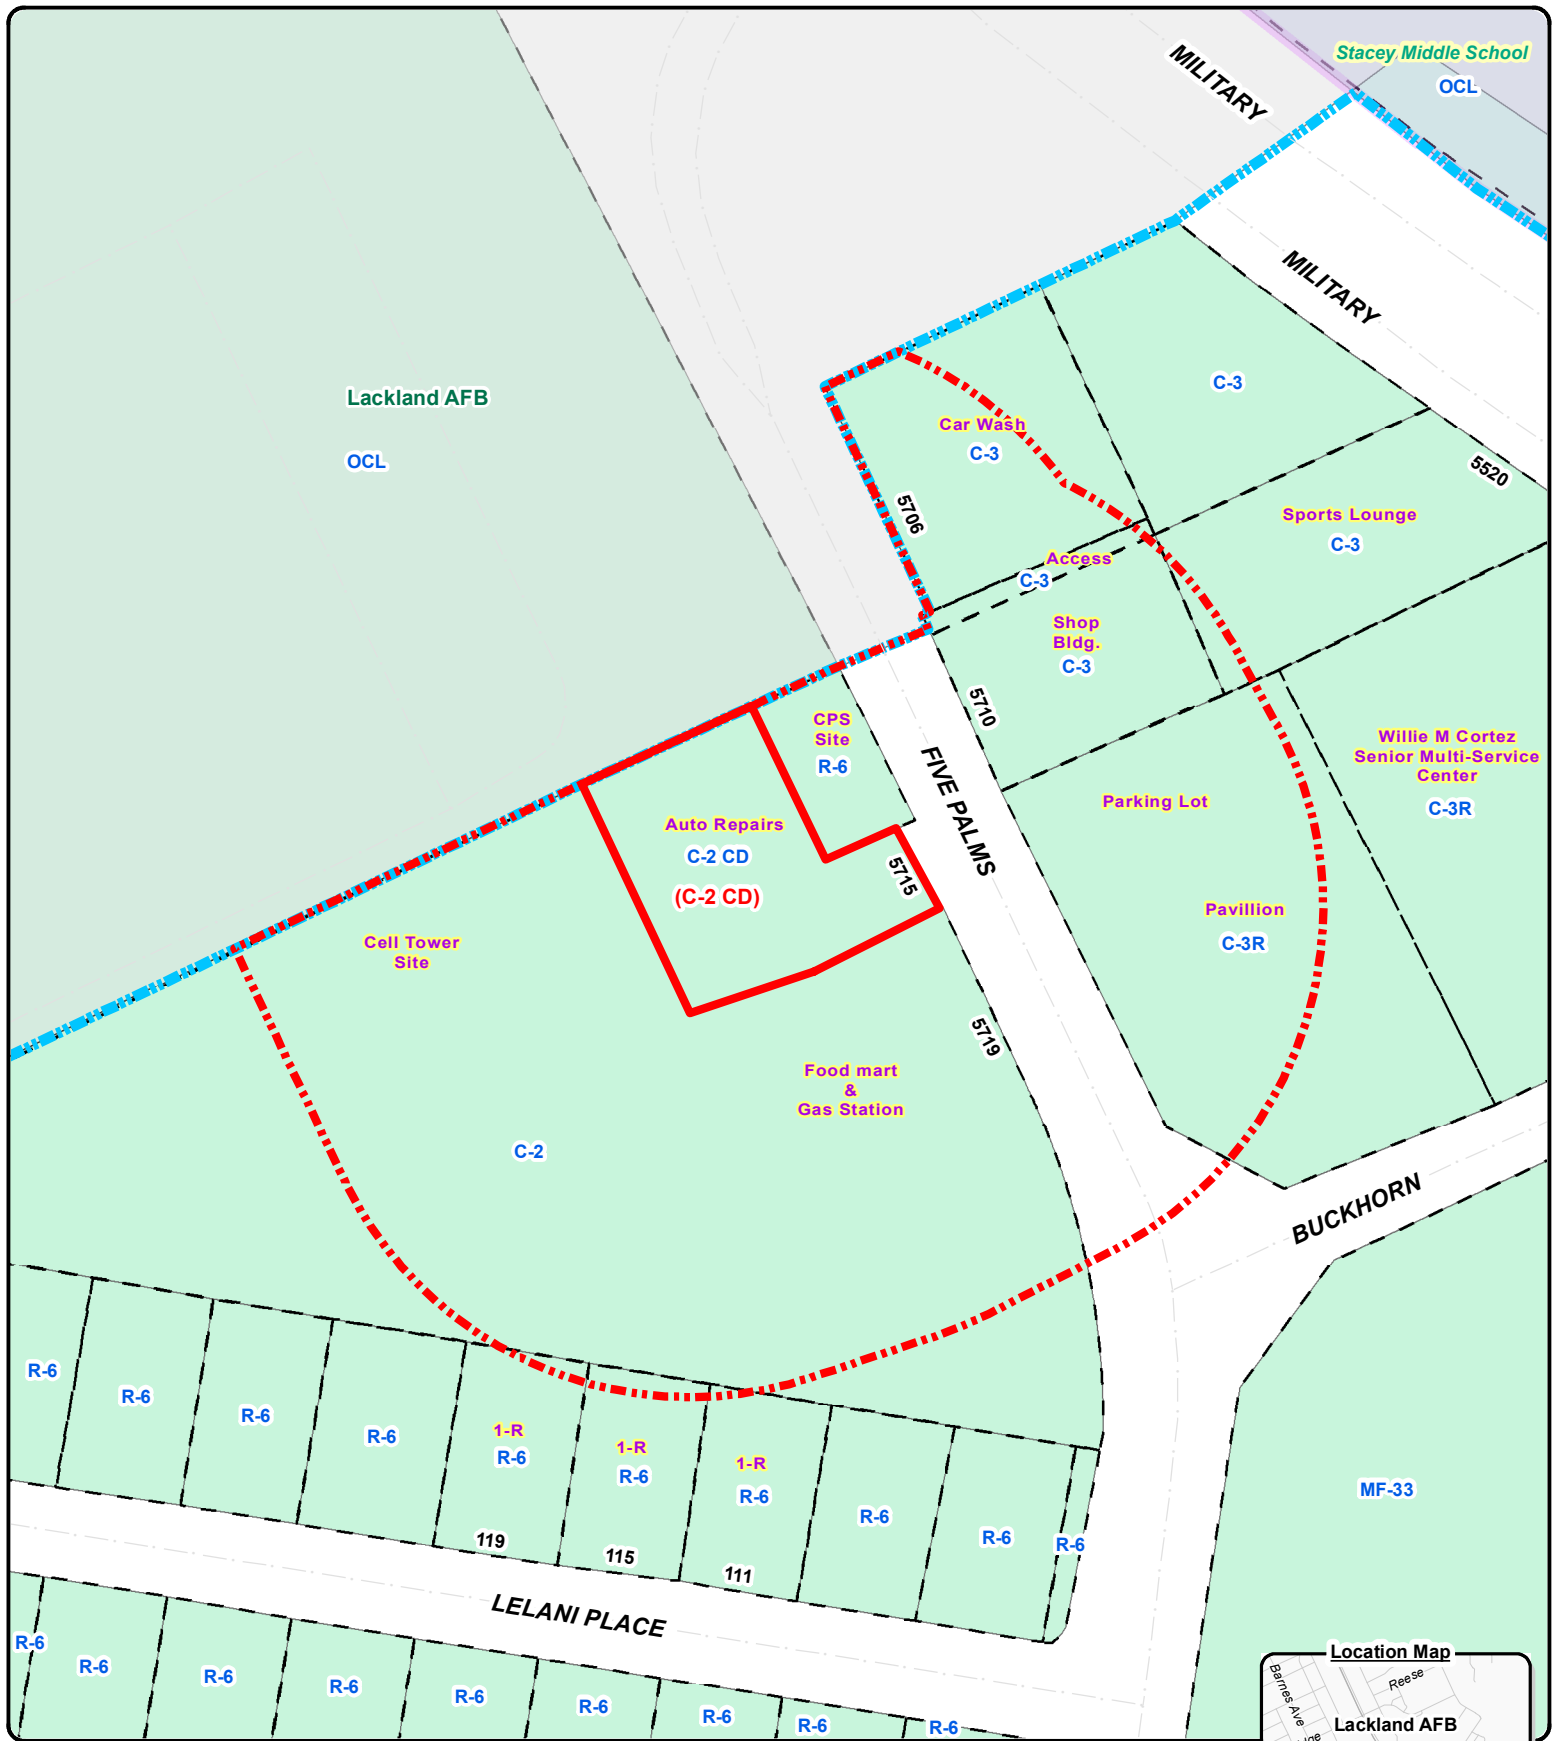 MILITARY
Stacey Middle School
OCL
MILITARY
Lackland AFB
OCL
C-3
Car Wash
C-3
5520
5706
Sports Lounge
C-3
Access
C-3
Shop
Bldg.
C-3
5710
CPS
Site
R-6
FIVE PALMS
Willie M Cortez
Senior Multi-Service
Center
C-3R
Parking Lot
Auto Repairs
C-2 CD
(C-2 CD)
5715
Pavillion
C-3R
Cell Tower
Site
5719
Food mart
&
Gas Station
C-2
BUCKHORN
R-6
R-6
R-6
R-6
1-R
R-6
1-R
R-6
1-R
R-6
R-6
R-6
R-6
MF-33
119
115
111
LELANI PLACE
R-6
R-6
R-6
R-6
R-6
R-6
R-6
R-6
R-6
Location Map
Barnes Ave
Reese
Lackland AFB